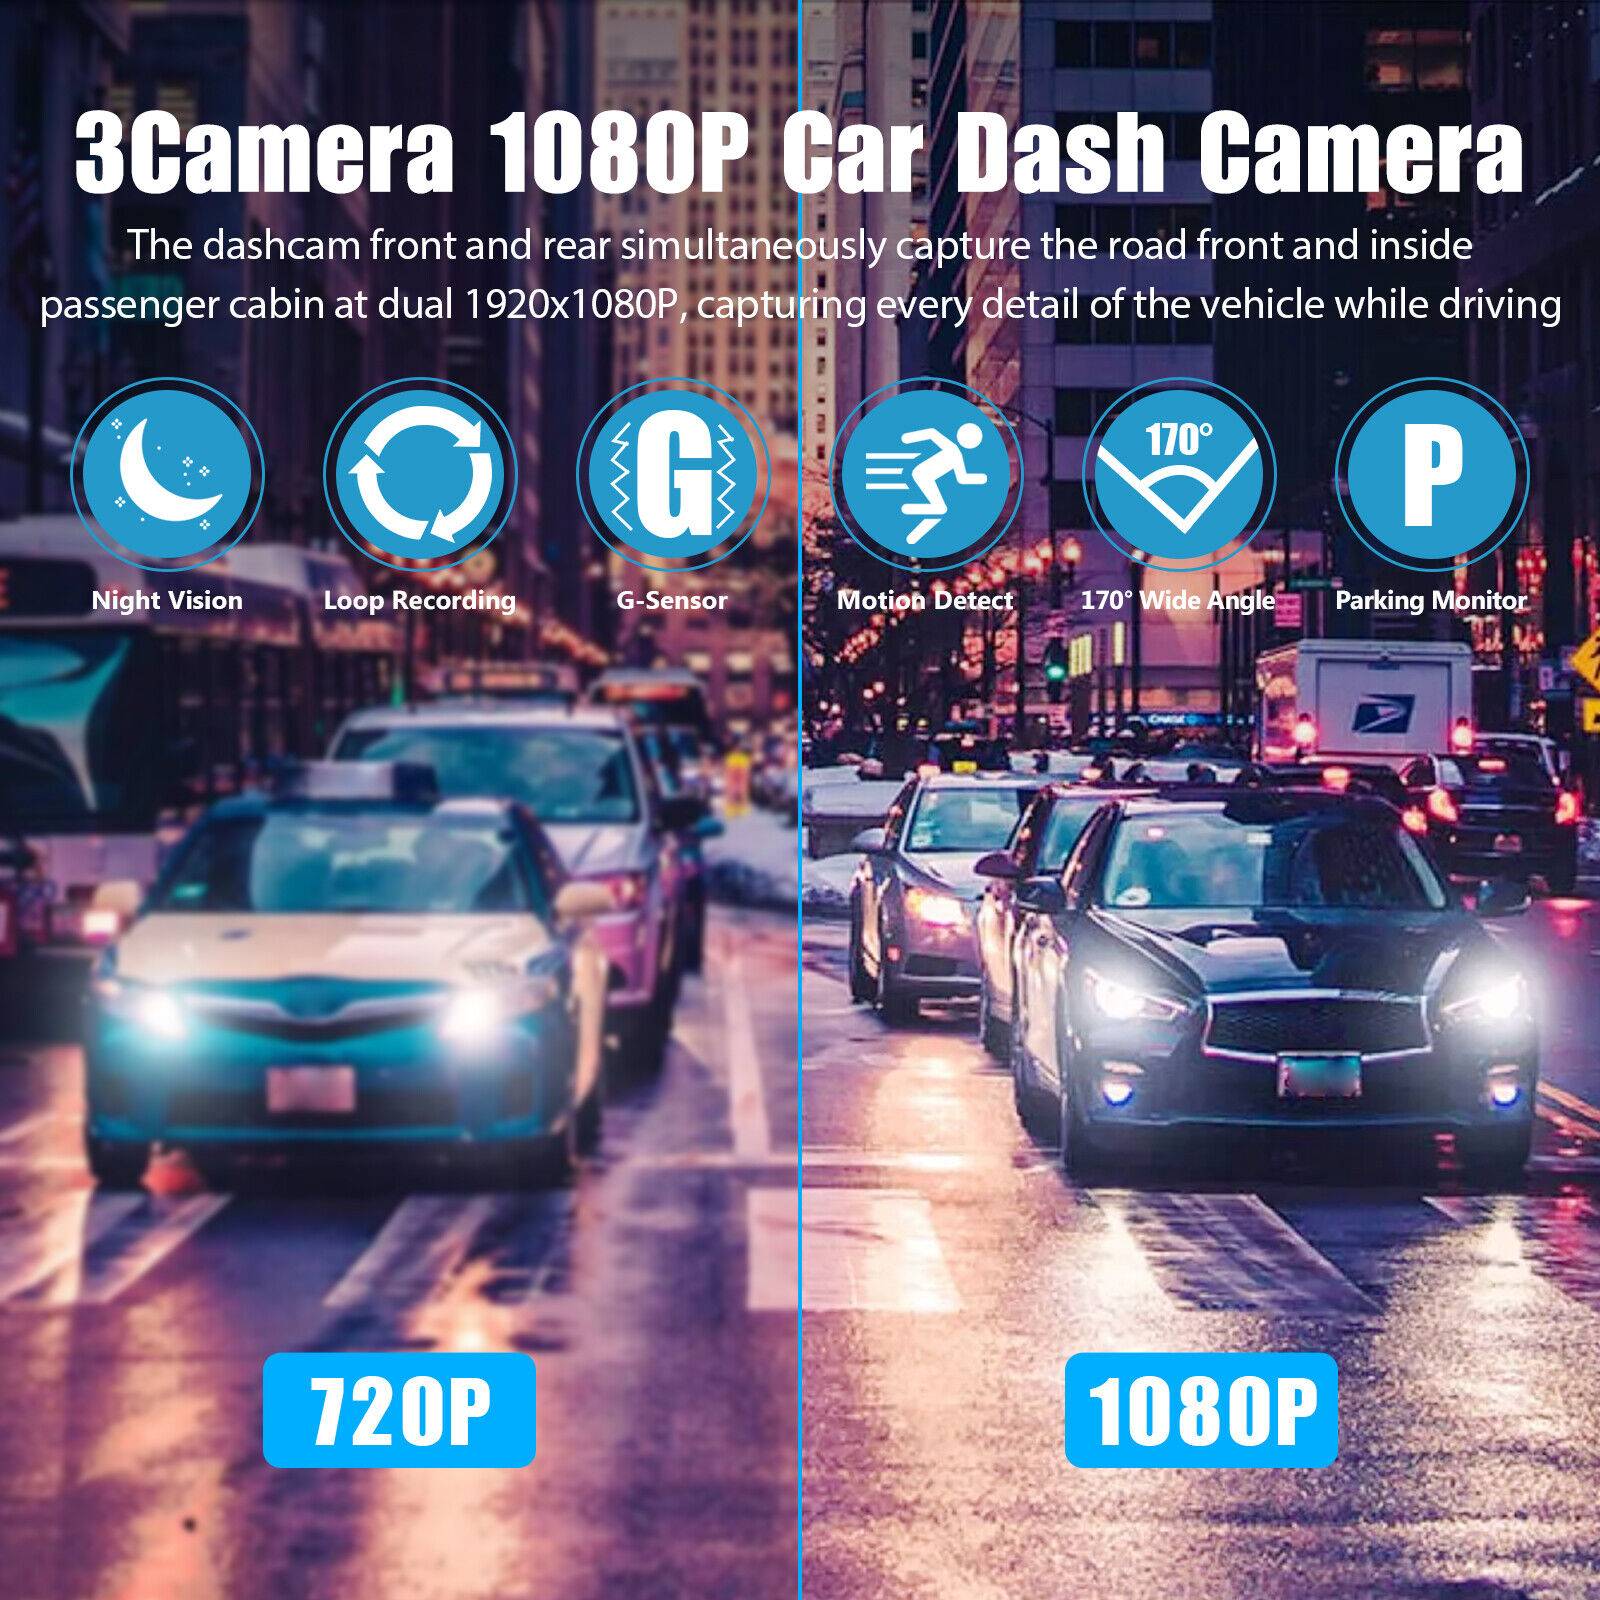 3Camera 1080P Car Dash Camera
The dashcam front and rear simultaneously capture the road front and inside
passenger cabin at dual 1920x1080P, capturing every detail of the vehicle while driving
G
170°
P
Night Vision
Loop Recording
G-Sensor
Motion Detect
170° Wide Angle
Parking Monitor
CHASE
720P
1080P